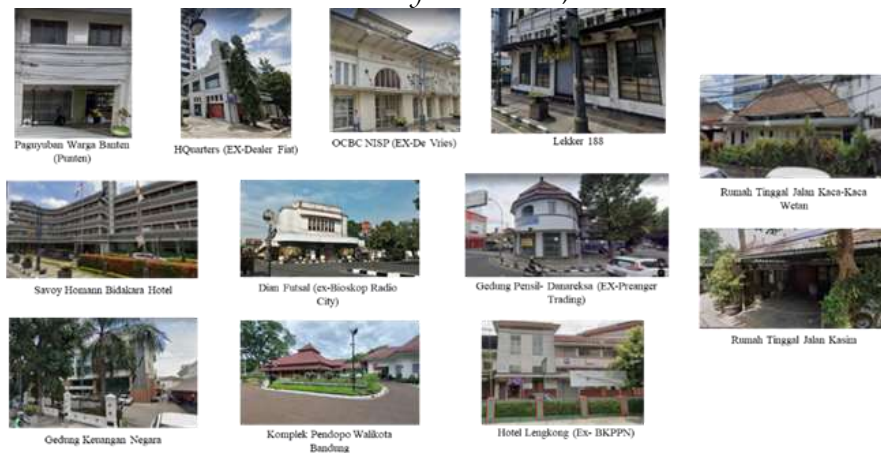 Paguyuban Warga Banten
(Punten)
HQuarters (EX-Dealer Fiat)
OCBC NISP (EX-De Vries)
Lekker 188
Rumah Tinggal Jalan Kaca-Kaca
Wetan
Savoy Homann Bidakara Hotel
Dian Futsal (ex-Bioskop Radio
City)
Gedung Pensil- Danareksa (EX-Preanger
Trading)
Rumah Tinggal Jalan Kasim
Gedung Keuangan Negara
Komplek Pendopo Walikota
Bandung
Hotel Lengkong (Ex- BKPPN)